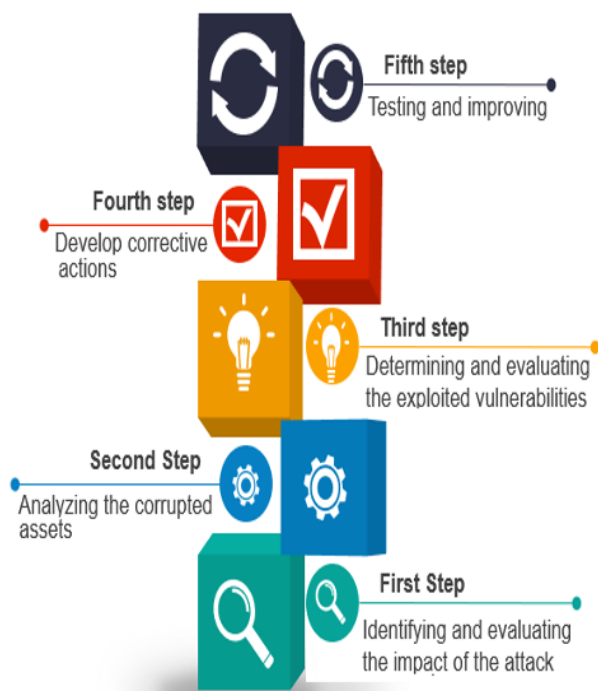 Fifth step
Testing and improving
Fourth step
Develop corrective
actions
Third step
Determining and evaluating
the exploited vulnerabilities
Second Step
Analyzing the corrupted
assets
First Step
Identifying and evaluating
the impact of the attack